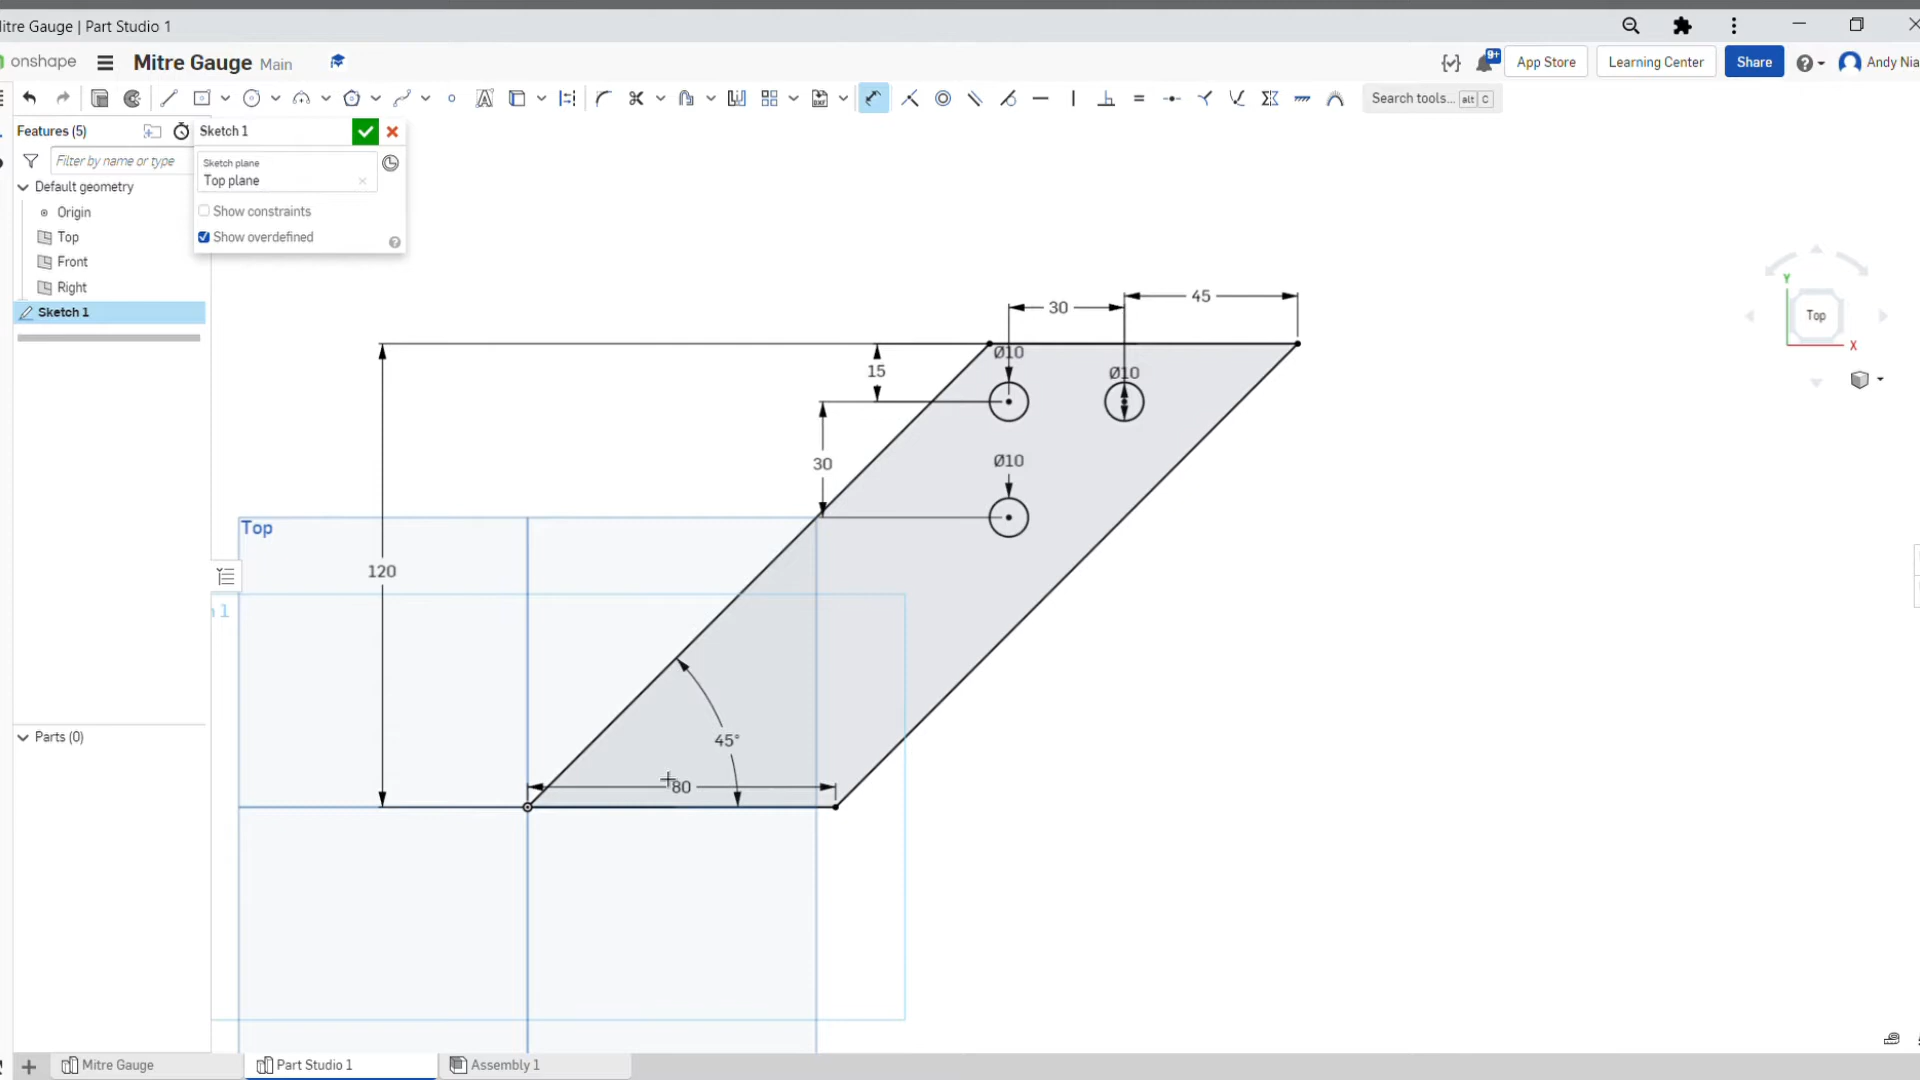 itre Gauge | Part Studio 1
onshape Mitre Gauge Main 9+ App Store Learning Center Share Andy Nia
Search tools... alt C
Features (5) Sketch 1
Filter by name or type Sketch plane
Top plane
Default geometry
Origin Show constraints
Top Show overdefined
Front
Right
Sketch 1
Y
Top
X
45
30
Ø10
15 Ø10
30 Ø10
Top
120
n 1
45°
80
Parts (0)
Mitre Gauge Part Studio 1 Assembly 1